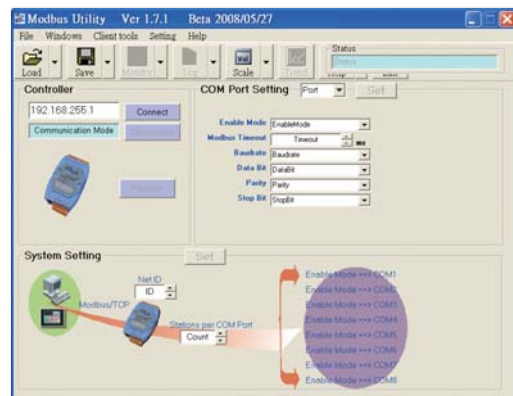 Modbus Utility Ver 1.7.1 Beta 2008/05/27
File Windows Client tools Setting Help
Load Save Monitor Log Scale Trend
Status
Status
Controller
192.168.255.1 Connect
Communication Mode
COM Port Setting Port Set
Enable Mode EnableMode
Modbus Timeout Timeout ms
Baudrate Baudrate
Data Bit DataBit
Parity Parity
Stop Bit StopBit
System Setting Set
Net ID
ID
Modbus/TCP
Stations per COM Port
Count
Enable Mode --> COM1
Enable Mode --> COM2
Enable Mode --> COM3
Enable Mode --> COM4
Enable Mode --> COM5
Enable Mode --> COM6
Enable Mode --> COM7
Enable Mode --> COM8